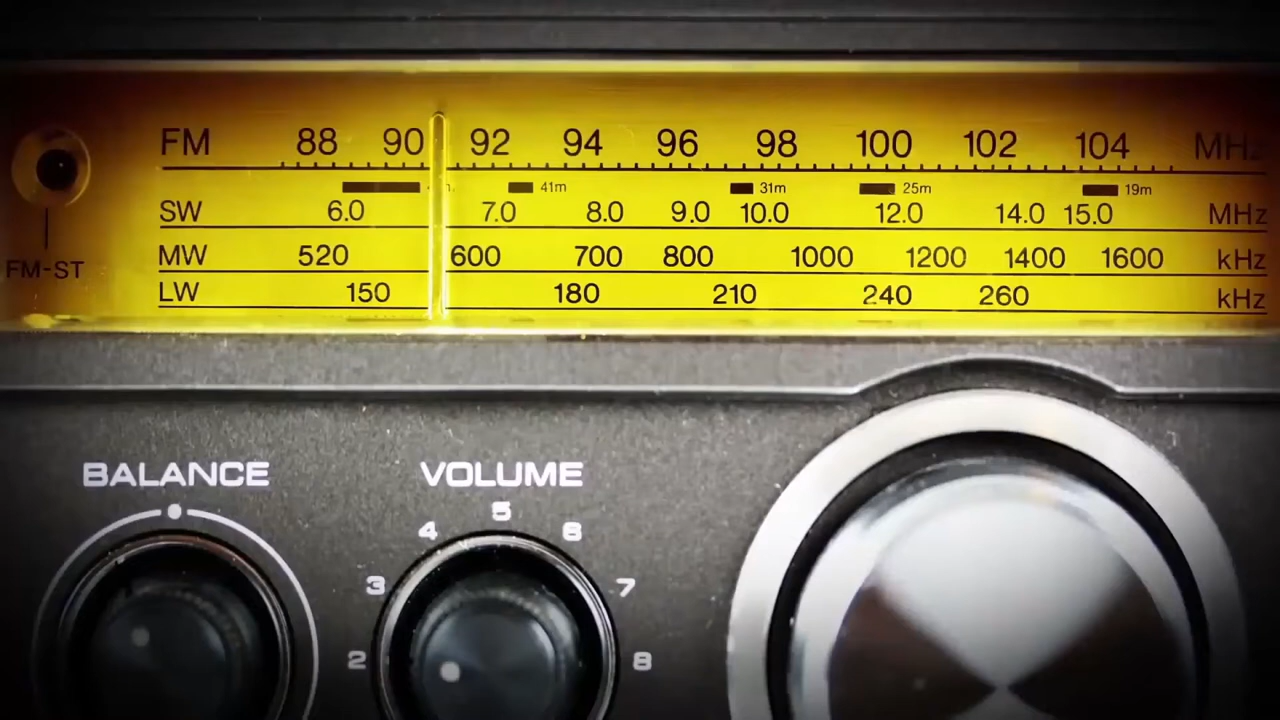 FM 88 90 92 94 96 98 100 102 104 MHz
41m 31m 25m 19m
SW 6.0 7.0 8.0 9.0 10.0 12.0 14.0 15.0 MHz
MW 520 600 700 800 1000 1200 1400 1600 kHz
FM-ST
LW 150 180 210 240 260 kHz
BALANCE VOLUME
5
4 6
3 7
2 8